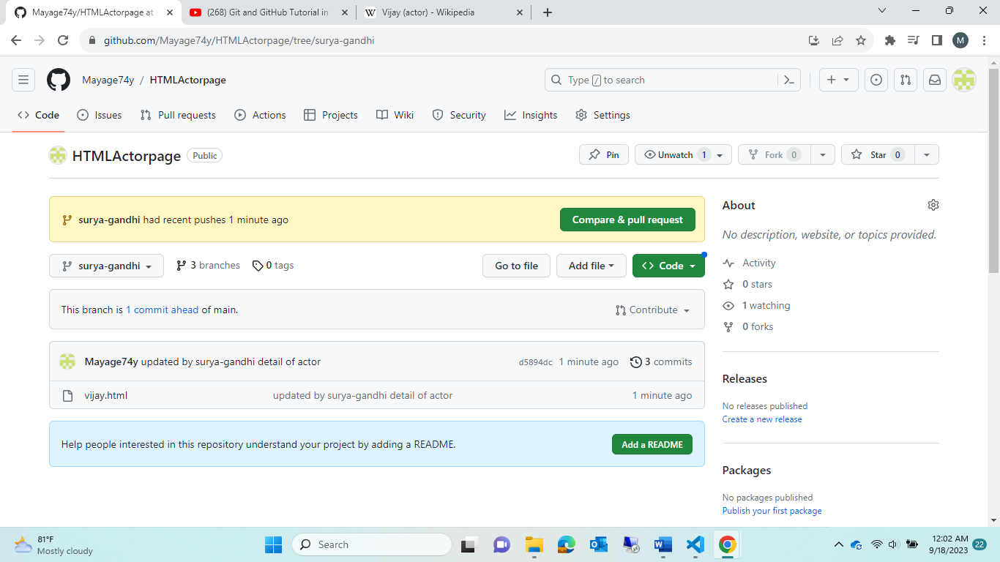 Mayage74y/HTMLActorpage at s
(268) Git and GitHub Tutorial in
Vijay (actor) - Wikipedia
github.com/Mayage74y/HTMLActorpage/tree/surya-gandhi
M
Mayage74y / HTMLActorpage
Type / to search
Code
Issues
Pull requests
Actions
Projects
Wiki
Security
Insights
Settings
HTMLActorpage Public
Pin
Unwatch 1
Fork 0
Star 0
surya-gandhi had recent pushes 1 minute ago
Compare & pull request
surya-gandhi
3 branches
0 tags
Go to file
Add file
Code
This branch is 1 commit ahead of main.
Contribute
Mayage74y updated by surya-gandhi detail of actor
d5894dc 1 minute ago
3 commits
vijay.html
updated by surya-gandhi detail of actor
1 minute ago
Help people interested in this repository understand your project by adding a README.
Add a README
About
No description, website, or topics provided.
Activity
0 stars
1 watching
0 forks
Releases
No releases published
Create a new release
Packages
No packages published
Publish your first package
81°F
Mostly cloudy
Search
12:02 AM
9/18/2023
22